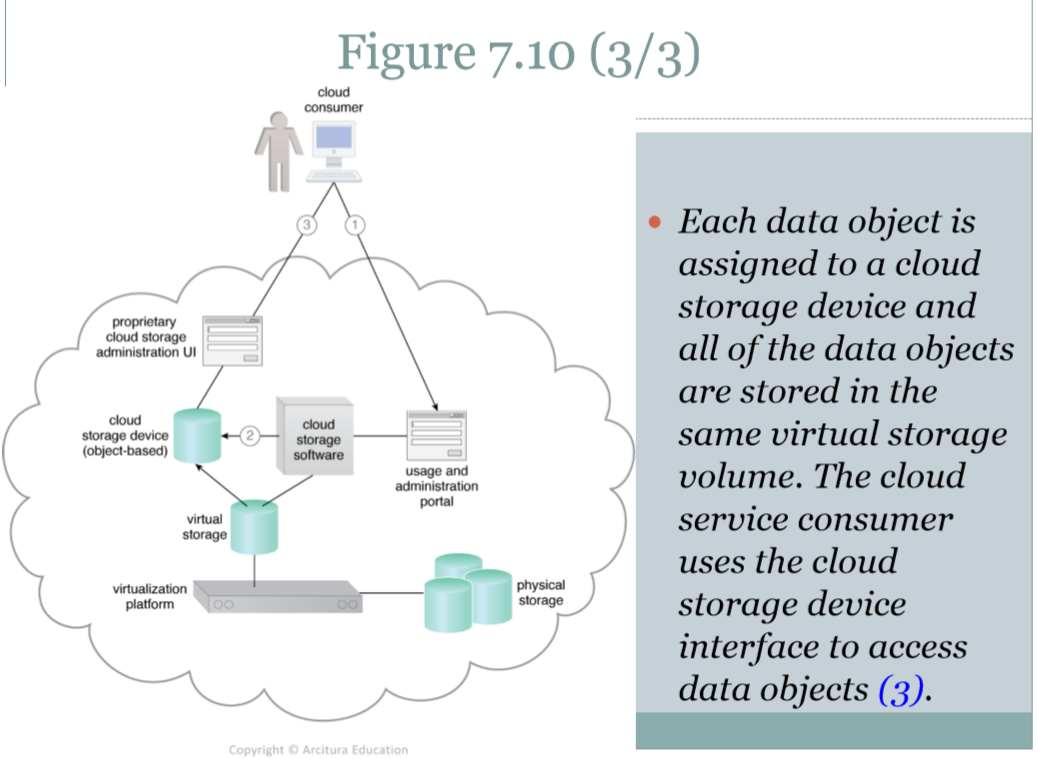 Figure 7.10 (3/3)
cloud
consumer
3
1
proprietary
cloud storage
administration UI
cloud
storage device
(object-based)
2
cloud
storage
software
usage and
administration
portal
virtual
storage
virtualization
platform
physical
storage
Copyright © Arcitura Education
• Each data object is
assigned to a cloud
storage device and
all of the data objects
are stored in the
same virtual storage
volume. The cloud
service consumer
uses the cloud
storage device
interface to access
data objects (3).